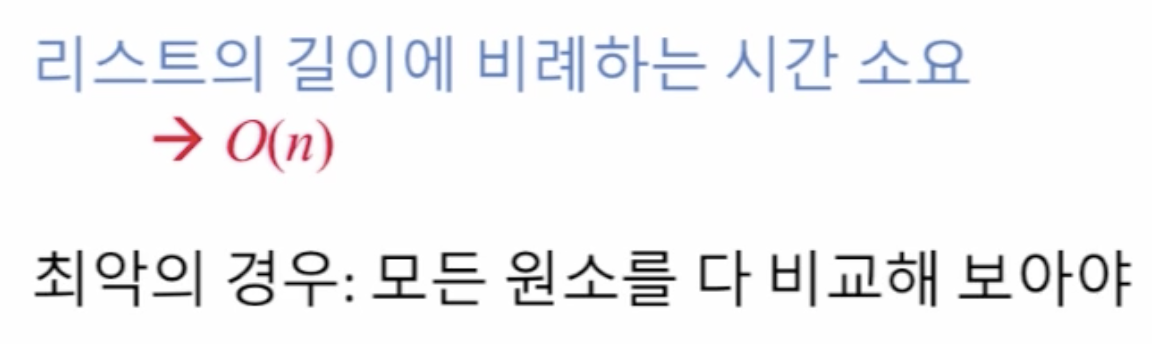 리스트의 길이에 비례하는 시간 소요
→ O(n)
최악의 경우: 모든 원소를 다 비교해 보아야